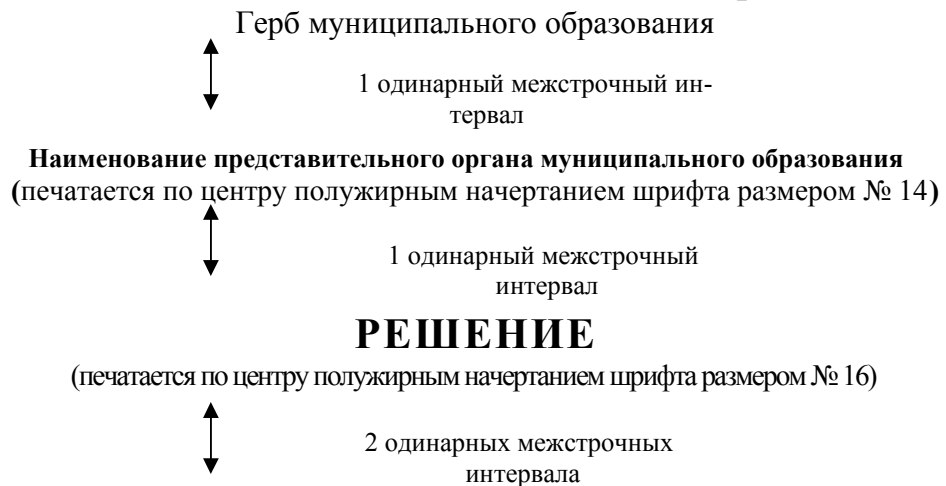 Герб муниципального образования
1 одинарный межстрочный ин-
тервал
Наименование представительного органа муниципального образования
(печатается по центру полужирным начертанием шрифта размером № 14)
1 одинарный межстрочный
интервал
РЕШЕНИЕ
(печатается по центру полужирным начертанием шрифта размером № 16)
2 одинарных межстрочных
интервала